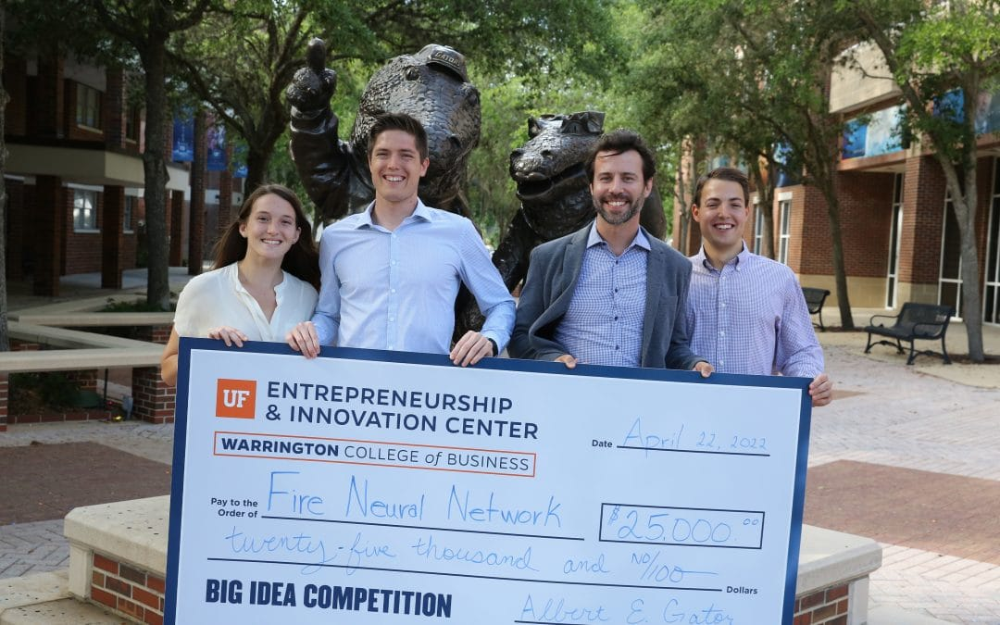 GATORS
UF
ENTREPRENEURSHIP
& INNOVATION CENTER
WARRINGTON COLLEGE of BUSINESS
Date April 22, 2022
Pay to the
Order of Fire Neural Network
$25,000.00
twenty-five thousand and NO/100 Dollars
BIG IDEA COMPETITION
Albert E. Gator